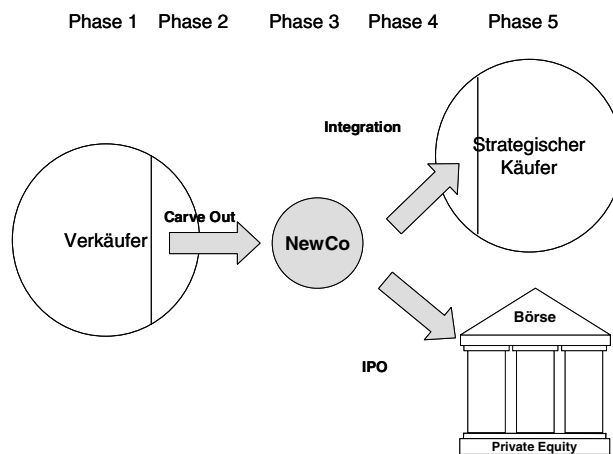 Phase 1 Phase 2 Phase 3 Phase 4 Phase 5
Integration
Strategischer
Käufer
Carve Out
Verkäufer
NewCo
Börse
IPO
Private Equity